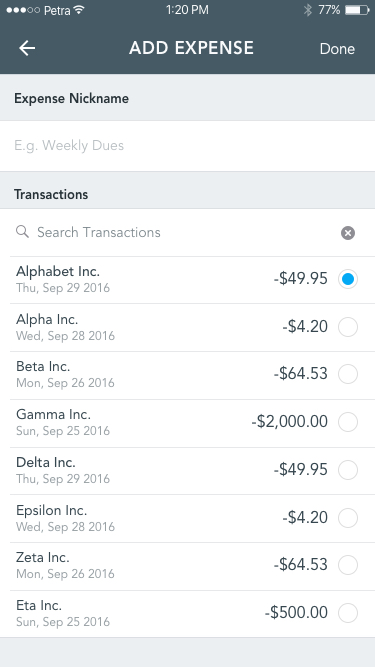 Petra 1:20 PM 77%
ADD EXPENSE Done
Expense Nickname
E.g. Weekly Dues
Transactions
Search Transactions
Alphabet Inc. -$49.95
Thu, Sep 29 2016
Alpha Inc. -$4.20
Wed, Sep 28 2016
Beta Inc. -$64.53
Mon, Sep 26 2016
Gamma Inc. -$2,000.00
Sun, Sep 25 2016
Delta Inc. -$49.95
Thu, Sep 29 2016
Epsilon Inc. -$4.20
Wed, Sep 28 2016
Zeta Inc. -$64.53
Mon, Sep 26 2016
Eta Inc. -$500.00
Sun, Sep 25 2016